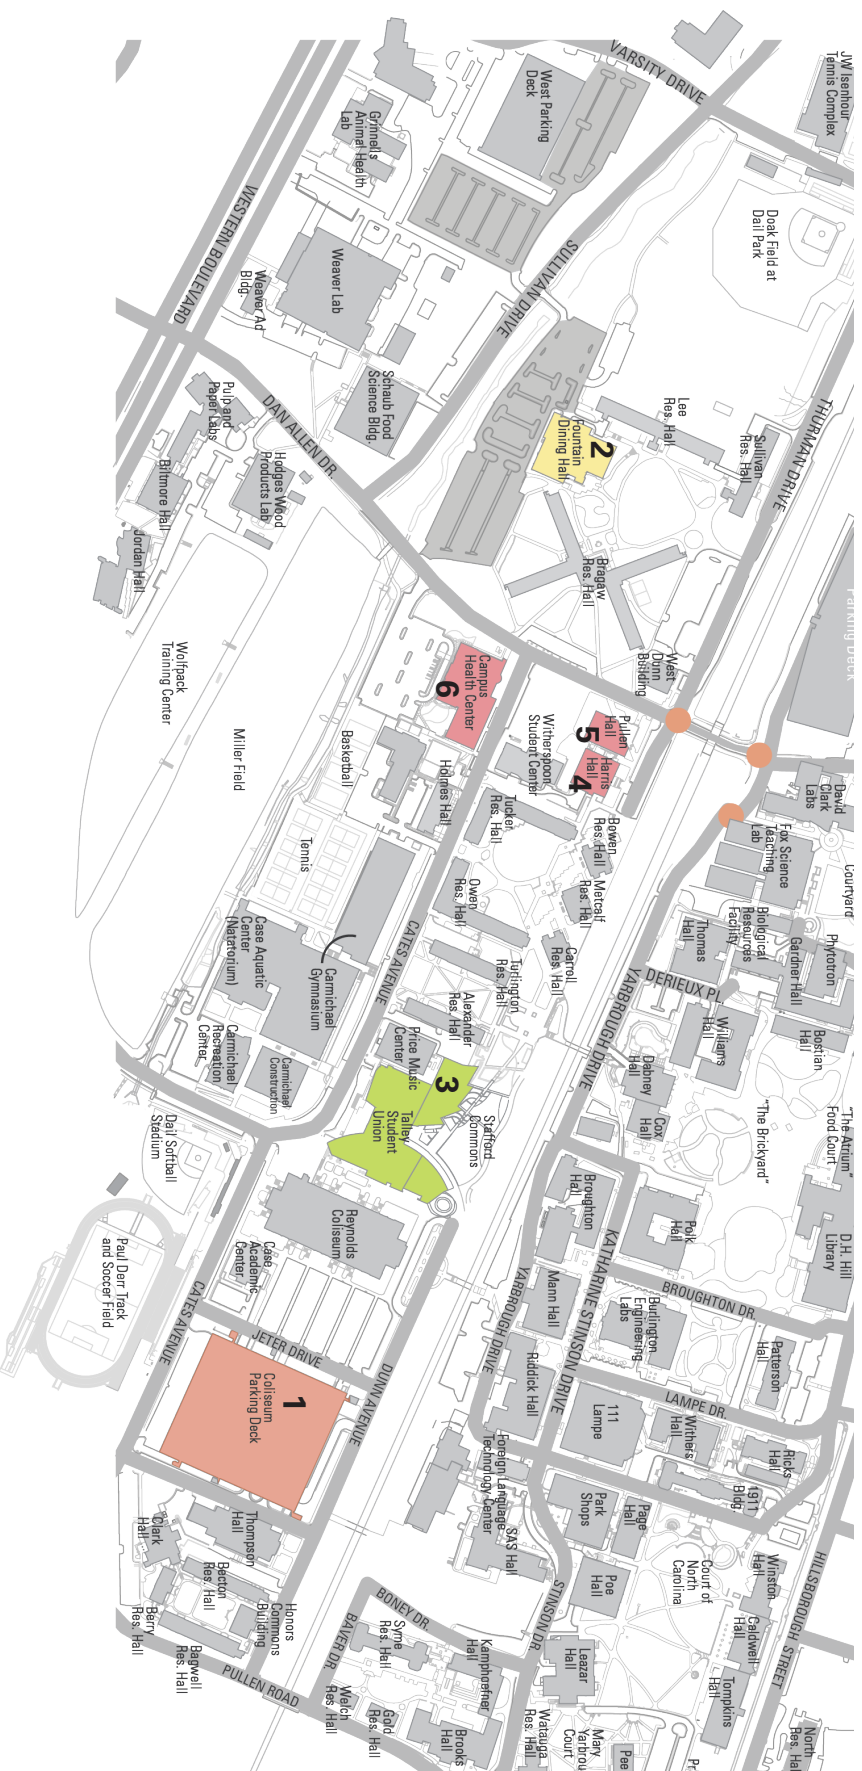 VARSITY DRIVE
JW Isenhour
Tennis Complex
West Parking
Deck
Grinnells
Animal Health
Lab
Doak Field at
Dail Park
WESTERN BOULEVARD
Weaver Lab
Weaver Ad
Bldg.
SULLIVAN DRIVE
Schaub Food
Science Bldg.
Lee
Res. Hall
Sullivan
Res. Hall
THURMAN DRIVE
2
Fountain
Dining Hall
Pulp and
Paper Labs
DAN ALLEN DR.
Hodges Wood
Products Lab
Biltmore Hall
Jordan Hall
Bragaw
Res. Hall
Parking Deck
West
Dunn
Building
Wolfpack
Training Center
Miller Field
Basketball
Campus
Health Center
6
Pullen
Hall
5
Harris
Hall
4
Witherspoon
Student Center
Holmes Hall
Tucker
Res. Hall
Bowen
Res. Hall
Metcalf
Res. Hall
Carroll
Res. Hall
David
Clark
Labs
Fox Science
Teaching
Lab
Courtyard
Tennis
Owen
Res. Hall
Turlington
Res. Hall
Alexander
Res. Hall
CATES AVENUE
Case Aquatic
Center
(Natatorium)
Carmichael
Gymnasium
Carmichael
Recreation
Center
Carmichael
Construction
Thomas
Hall
Biological
Resources
Facility
Gardner Hall
Phytotron
Bostian
Hall
DERIEUX PL.
YARBROUGH DRIVE
Williams
Hall
Dabney
Hall
Cox
Hall
"The Brickyard"
"The Atrium"
Food Court
D.H. Hill
Library
Price Music
Center
3
Talley
Student
Union
Stafford
Commons
Dail Softball
Stadium
Reynolds
Coliseum
Case
Academic
Center
Paul Derr Track
and Soccer Field
CATES AVENUE
JETER DRIVE
DUNN AVENUE
1
Coliseum
Parking Deck
Broughton
Hall
Polk
Hall
KATHARINE STINSON DRIVE
BROUGHTON DR.
Mann Hall
Burlington
Engineering
Labs
YARBROUGH DRIVE
Riddick Hall
Patterson
Hall
LAMPE DR.
111
Lampe
Withers
Hall
Ricks
Hall
1911
Bldg.
Foreign Language
Technology Center
SAS Hall
Park
Shops
Page
Hall
Poe
Hall
Court of
North
Carolina
Winston
Hall
Caldwell
Hall
Tompkins
Hall
HILLSBOROUGH STREET
Clark
Hall
Thompson
Hall
Becton
Res. Hall
Berry
Res. Hall
Bagwell
Res. Hall
Honors
Commons
Building
PULLEN ROAD
BONEY DR.
BAVER DR.
STINSON DR.
Syme
Res. Hall
Welch
Res. Hall
Gold
Res. Hall
Kamphoefner
Hall
Brooks
Hall
Leazar
Hall
Watauga
Res. Hall
Mary
Yarbrou
Court
Pee
Pr
North
Res. Ha